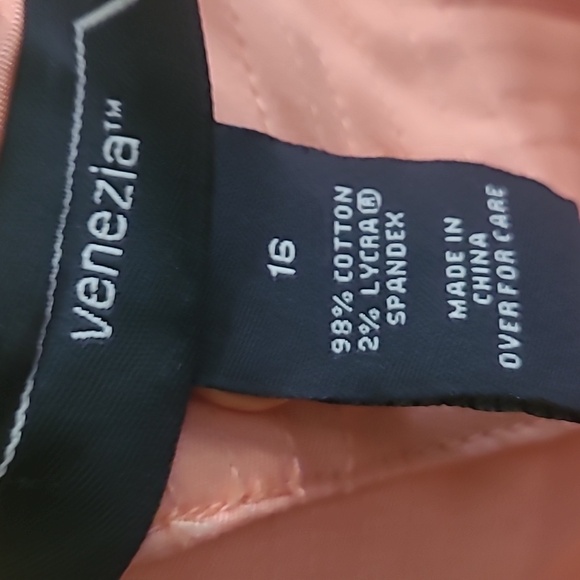 venezia™
16
98% COTTON
2% LYCRA®
SPANDEX
MADE IN
CHINA
OVER FOR CARE